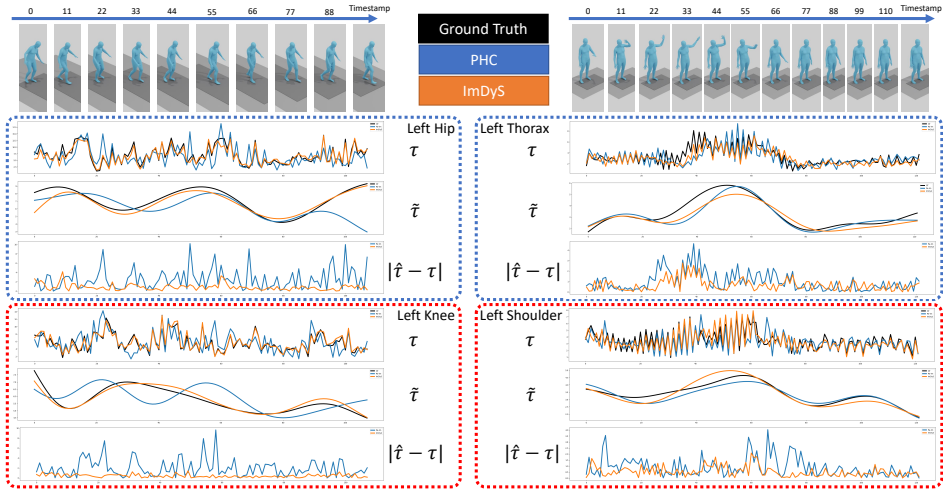 0 11 22 33 44 55 66 77 88 Timestamp
0 11 22 33 44 55 66 77 88 99 110 Timestamp
Ground Truth
PHC
ImDyS
Left Hip
τ
τ̃
|τ̂ − τ|
Left Thorax
τ
τ̃
|τ̂ − τ|
Left Knee
τ
τ̃
|τ̂ − τ|
Left Shoulder
τ
τ̃
|τ̂ − τ|